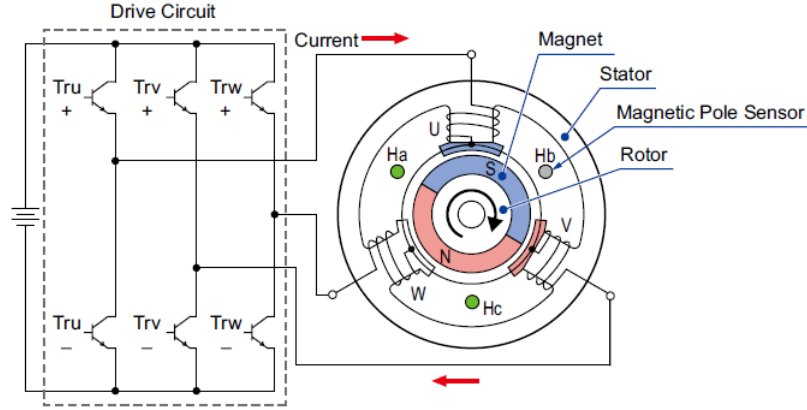 Drive Circuit
Current
Magnet
Stator
Magnetic Pole Sensor
Rotor
Tru
+
Trv
+
Trw
+
U
Ha
Hb
S
N
V
W
Hc
Tru
−
Trv
−
Trw
−